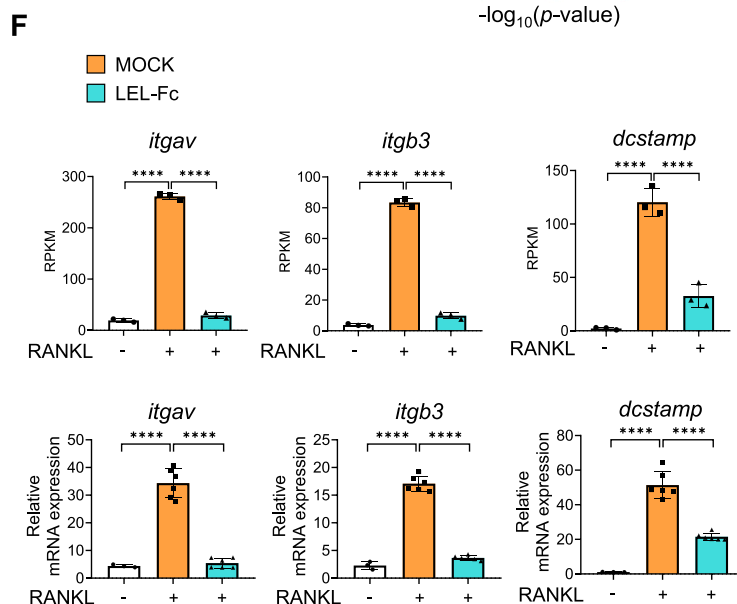 -log10(p-value)
F
MOCK
LEL-Fc
itgav
itgb3
dcstamp
**** ****
**** ****
**** ****
RPKM
300
200
100
0
RPKM
100
80
60
40
20
0
RPKM
150
100
50
0
RANKL - + +
RANKL - + +
RANKL - + +
itgav
itgb3
dcstamp
**** ****
**** ****
**** ****
Relative
mRNA expression
50
40
30
20
10
0
Relative
mRNA expression
25
20
15
10
5
0
Relative
mRNA expression
80
60
40
20
0
RANKL - + +
RANKL - + +
RANKL - + +